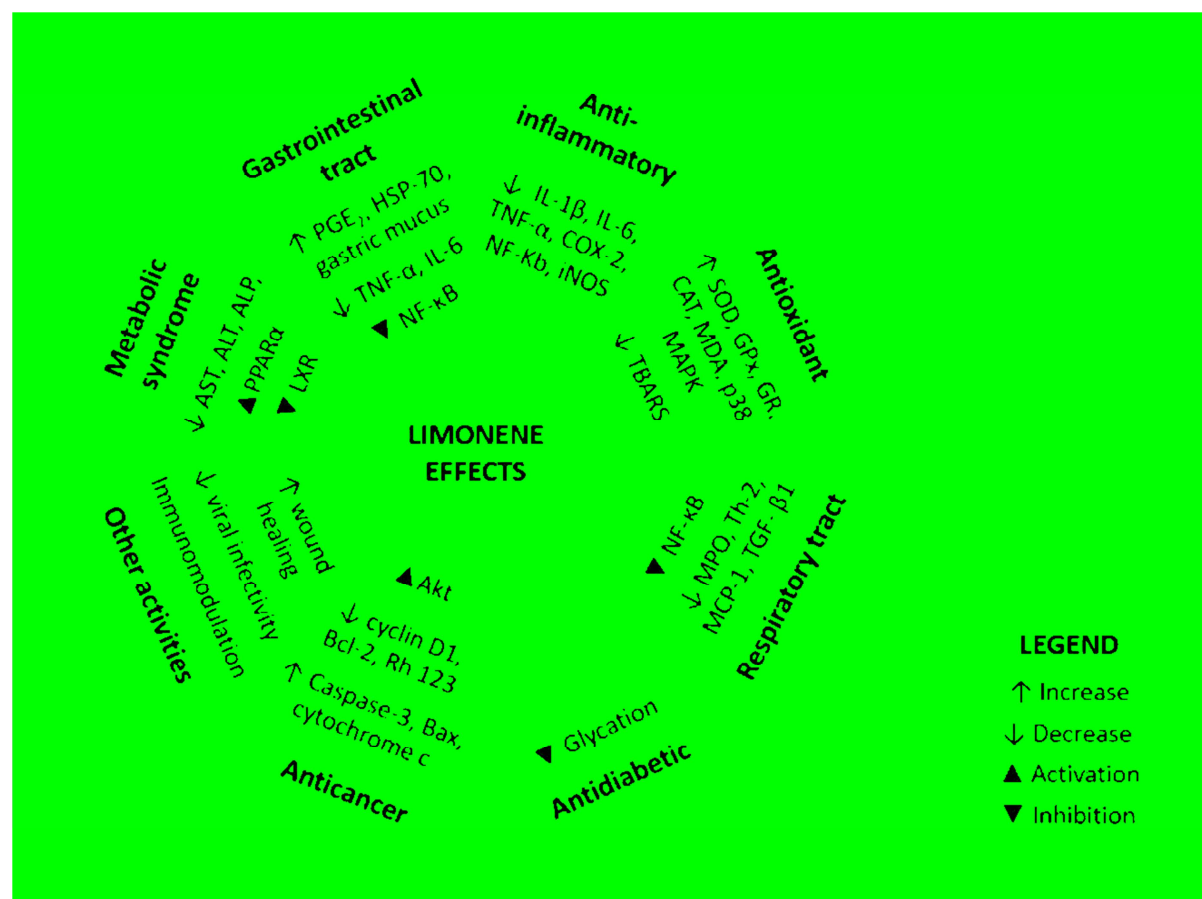 Gastrointestinal
tract
↑ PGE₂, HSP-70,
gastric mucus
↓ TNF-α, IL-6
▼ NF-κB
Anti-
inflammatory
↓ IL-1β, IL-6,
TNF-α, COX-2,
NF-Kb, iNOS
Antioxidant
↑ SOD, GPx, GR,
CAT, MDA, p38
MAPK
↓ TBARS
Respiratory tract
▲ NF-κB
↓ MPO, Th-2,
MCP-1, TGF- β1
Antidiabetic
▼ Glycation
Anticancer
▲ Akt
↓ cyclin D1,
Bcl-2, Rh 123
↑ Caspase-3, Bax,
cytochrome c
Other activities
Immunomodulation
↓ viral infectivity
↑ wound
healing
Metabolic
syndrome
↓ AST, ALT, ALP,
▲ PPARα
▼ LXR
LIMONENE
EFFECTS
LEGEND
↑ Increase
↓ Decrease
▲ Activation
▼ Inhibition